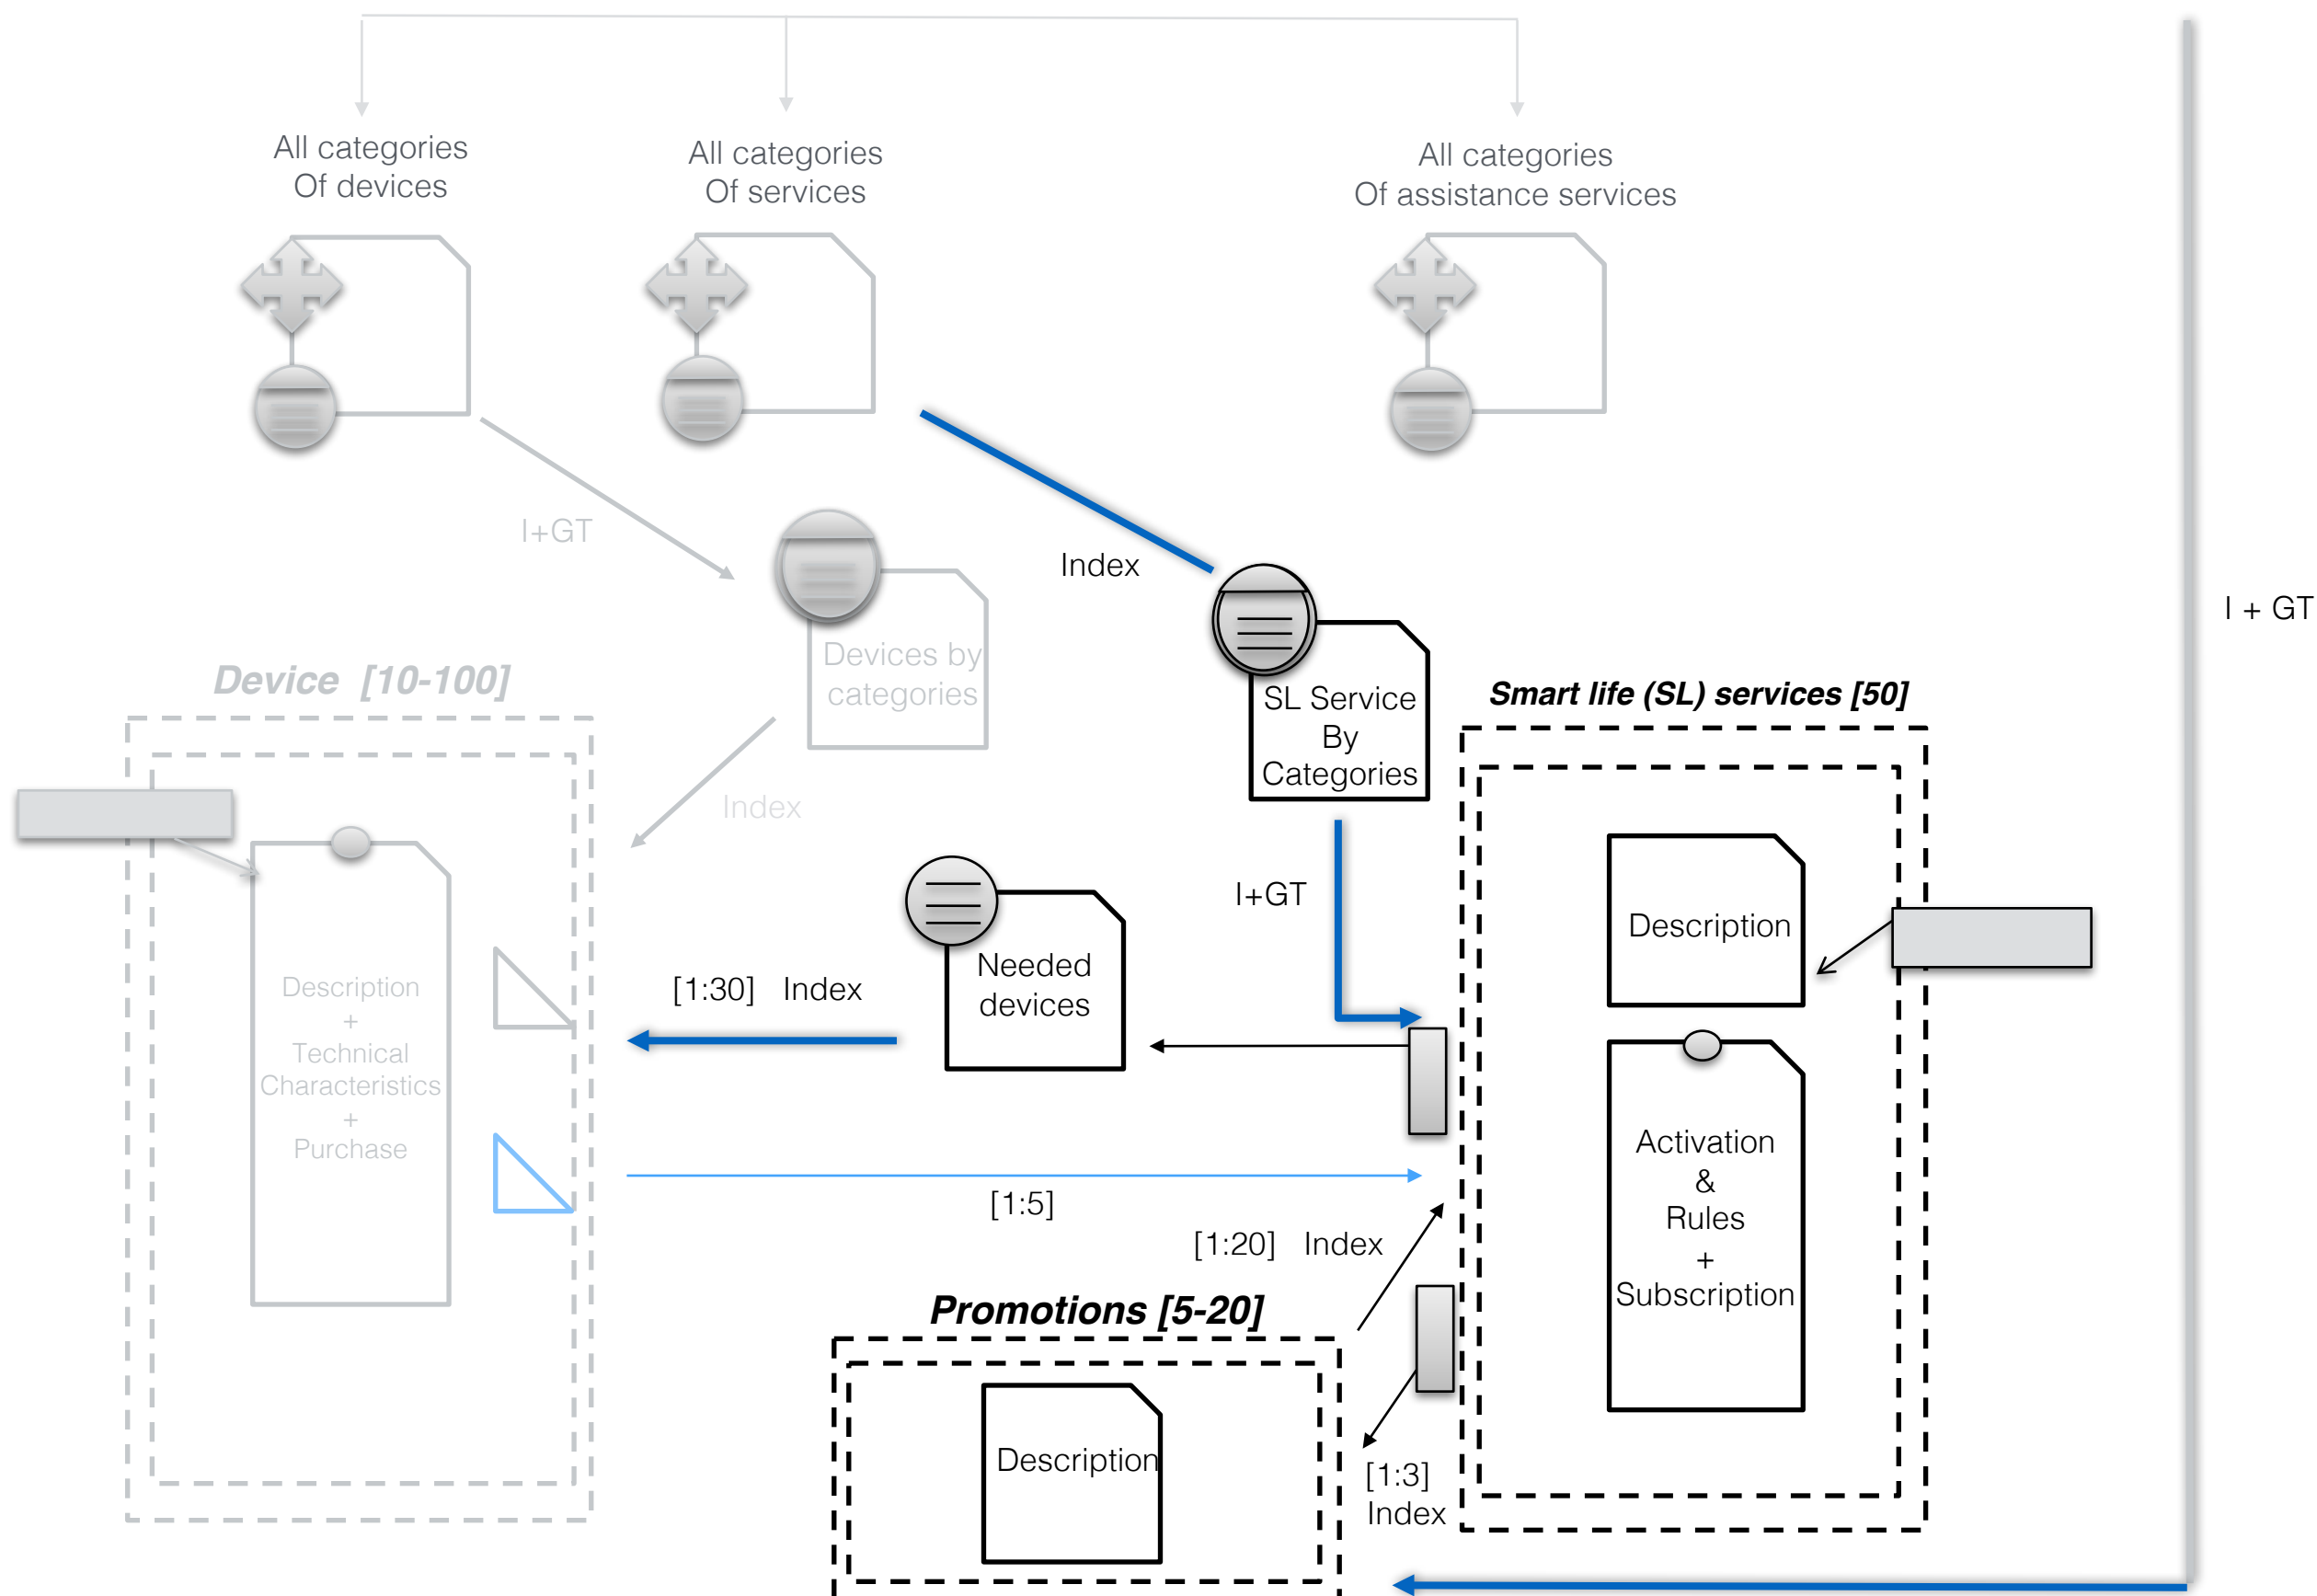 All categories
Of devices
All categories
Of services
All categories
Of assistance services
I+GT
Index
I + GT
Devices by
categories
Device [10-100]
SL Service
By
Categories
Smart life (SL) services [50]
Index
I+GT
Description
Needed
devices
[1:30] Index
Description
+
Technical
Characteristics
+
Purchase
Activation
&
Rules
+
Subscription
[1:5]
[1:20] Index
Promotions [5-20]
Description
[1:3]
Index